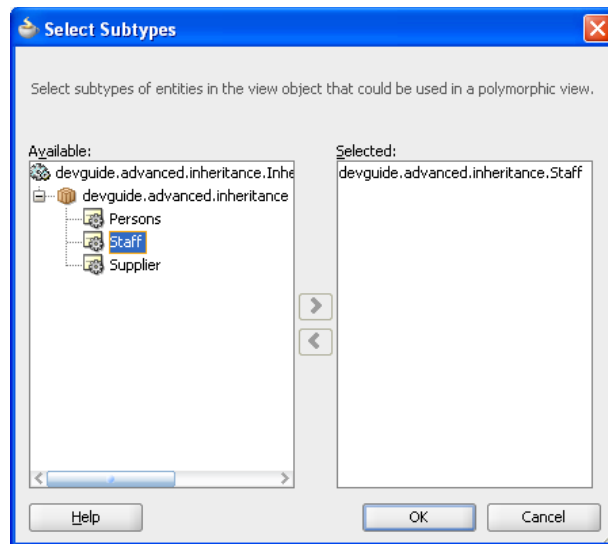 Select Subtypes
Select subtypes of entities in the view object that could be used in a polymorphic view.
Available:
Selected:
devguide.advanced.inheritance.Inhe
devguide.advanced.inheritance.Staff
devguide.advanced.inheritance
Persons
Staff
Supplier
Help
OK
Cancel